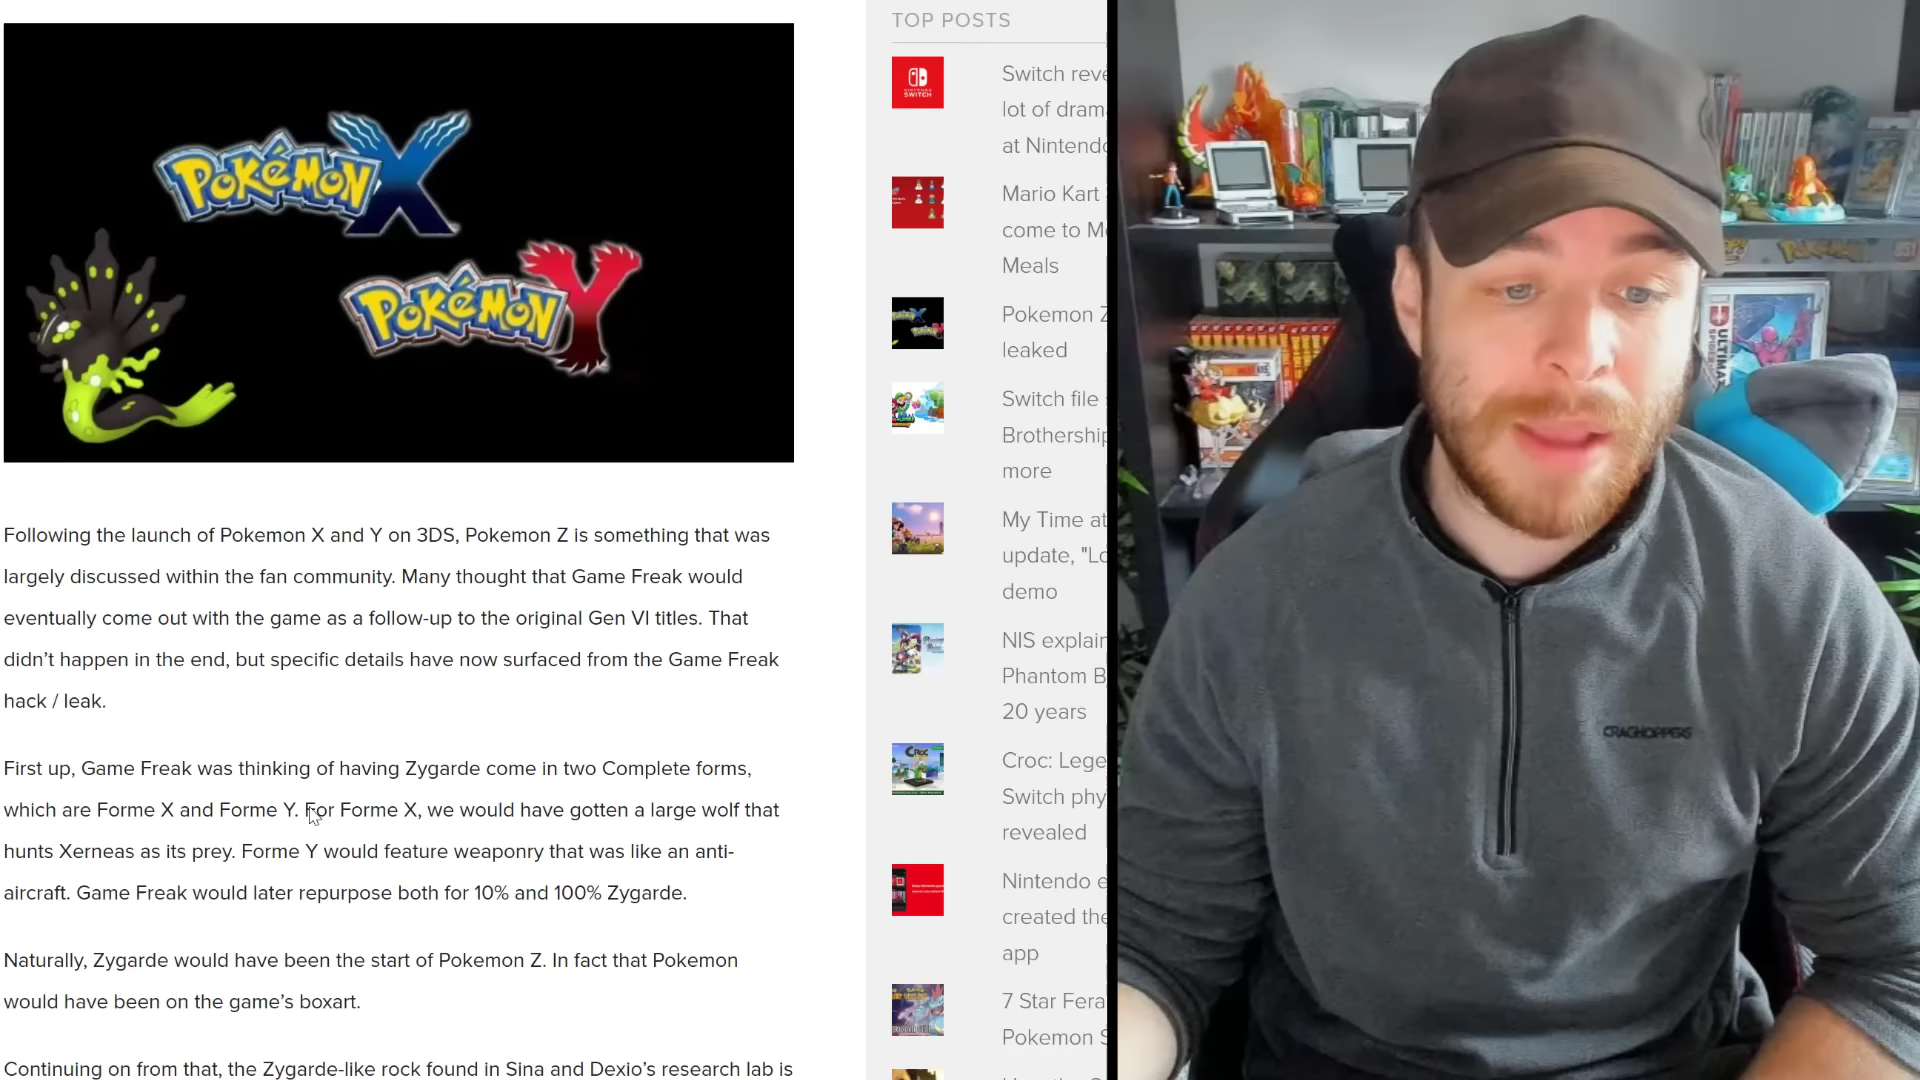 POKéMON X
POKéMON Y
Following the launch of Pokemon X and Y on 3DS, Pokemon Z is something that was
largely discussed within the fan community. Many thought that Game Freak would
eventually come out with the game as a follow-up to the original Gen VI titles. That
didn’t happen in the end, but specific details have now surfaced from the Game Freak
hack / leak.
First up, Game Freak was thinking of having Zygarde come in two Complete forms,
which are Forme X and Forme Y. For Forme X, we would have gotten a large wolf that
hunts Xerneas as its prey. Forme Y would feature weaponry that was like an anti-
aircraft. Game Freak would later repurpose both for 10% and 100% Zygarde.
Naturally, Zygarde would have been the start of Pokemon Z. In fact that Pokemon
would have been on the game’s boxart.
Continuing on from that, the Zygarde-like rock found in Sina and Dexio’s research lab is
TOP POSTS
NINTENDO
SWITCH
Switch reve
lot of dram
at Nintendo
Mario Kart
come to M
Meals
Pokemon Z
leaked
Switch file
Brothership
more
My Time at
update, "Lo
demo
NIS explain
Phantom B
20 years
CROC
Croc: Lege
Switch phy
revealed
Nintendo e
created the
app
7 Star Fera
Pokemon S
POKéMON
151
ULTIMA
CRAGHOPPERS